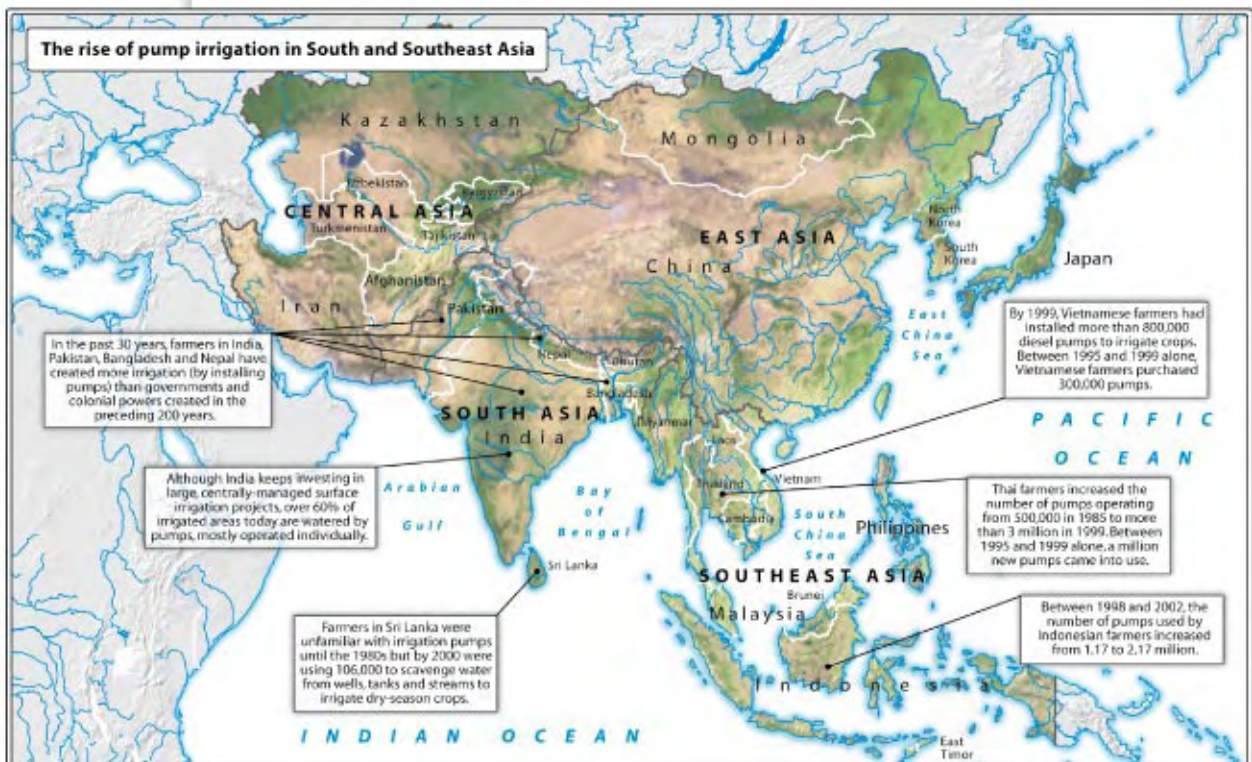 The rise of pump irrigation in South and Southeast Asia
Kazakhstan
Mongolia
Uzbekistan
Kyrgyzstan
CENTRAL ASIA
Turkmenistan
Tajikistan
North
Korea
South
Korea
EAST ASIA
China
Japan
Afghanistan
Iran
Pakistan
East
China
Sea
In the past 30 years, farmers in India,
Pakistan, Bangladesh and Nepal have
created more irrigation (by installing
pumps) than governments and
colonial powers created in the
preceding 200 years.
Nepal
Bhutan
Bangladesh
By 1999, Vietnamese farmers had
installed more than 800,000
diesel pumps to irrigate crops.
Between 1995 and 1999 alone,
Vietnamese farmers purchased
300,000 pumps.
SOUTH ASIA
India
Myanmar
Laos
PACIFIC
OCEAN
Although India keeps investing in
large, centrally-managed surface
irrigation projects, over 60% of
irrigated areas today are watered by
pumps, mostly operated individually.
Arabian
Gulf
Bay
of
Bengal
Thailand
Vietnam
Cambodia
South
China
Sea
Philippines
Thai farmers increased the
number of pumps operating
from 500,000 in 1985 to more
than 3 million in 1999. Between
1995 and 1999 alone, a million
new pumps came into use.
Sri Lanka
SOUTHEAST ASIA
Brunei
Malaysia
Farmers in Sri Lanka were
unfamiliar with irrigation pumps
until the 1980s but by 2000 were
using 106,000 to scavenge water
from wells, tanks and streams to
irrigate dry-season crops.
Between 1998 and 2002, the
number of pumps used by
Indonesian farmers increased
from 1.17 to 2.17 million.
Indonesia
INDIAN OCEAN
East
Timor